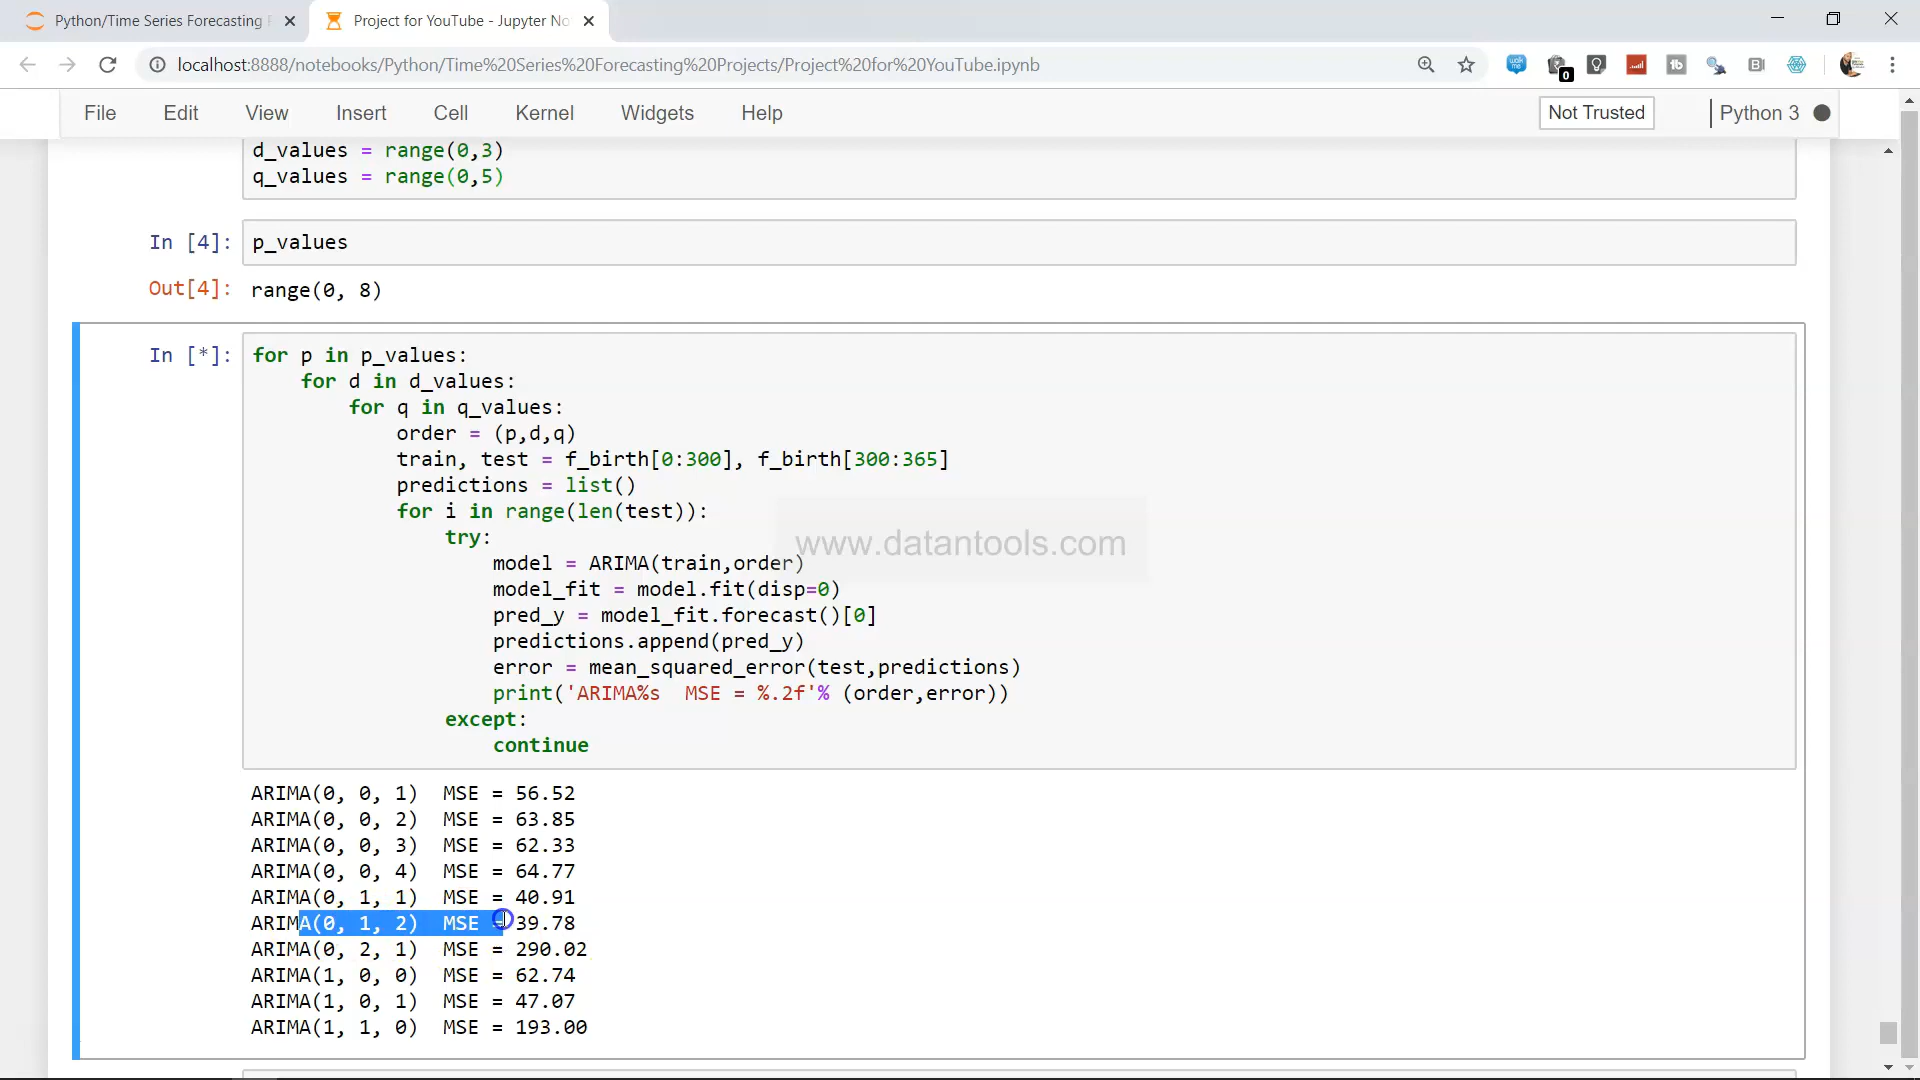 Python/Time Series Forecasting
Project for YouTube - Jupyter No
localhost:8888/notebooks/Python/Time%20Series%20Forecasting%20Projects/Project%20for%20YouTube.ipynb
0
tb
File Edit View Insert Cell Kernel Widgets Help
Not Trusted
Python 3
d_values = range(0,3)
q_values = range(0,5)
In [4]: p_values
Out[4]: range(0, 8)
In [*]: for p in p_values:
for d in d_values:
for q in q_values:
order = (p,d,q)
train, test = f_birth[0:300], f_birth[300:365]
predictions = list()
for i in range(len(test)):
try:
www.datantools.com
model = ARIMA(train,order)
model_fit = model.fit(disp=0)
pred_y = model_fit.forecast()[0]
predictions.append(pred_y)
error = mean_squared_error(test,predictions)
print('ARIMA%s  MSE = %.2f'% (order,error))
except:
continue
ARIMA(0, 0, 1)  MSE = 56.52
ARIMA(0, 0, 2)  MSE = 63.85
ARIMA(0, 0, 3)  MSE = 62.33
ARIMA(0, 0, 4)  MSE = 64.77
ARIMA(0, 1, 1)  MSE = 40.91
ARIMA(0, 1, 2)  MSE = 39.78
ARIMA(0, 2, 1)  MSE = 290.02
ARIMA(1, 0, 0)  MSE = 62.74
ARIMA(1, 0, 1)  MSE = 47.07
ARIMA(1, 1, 0)  MSE = 193.00